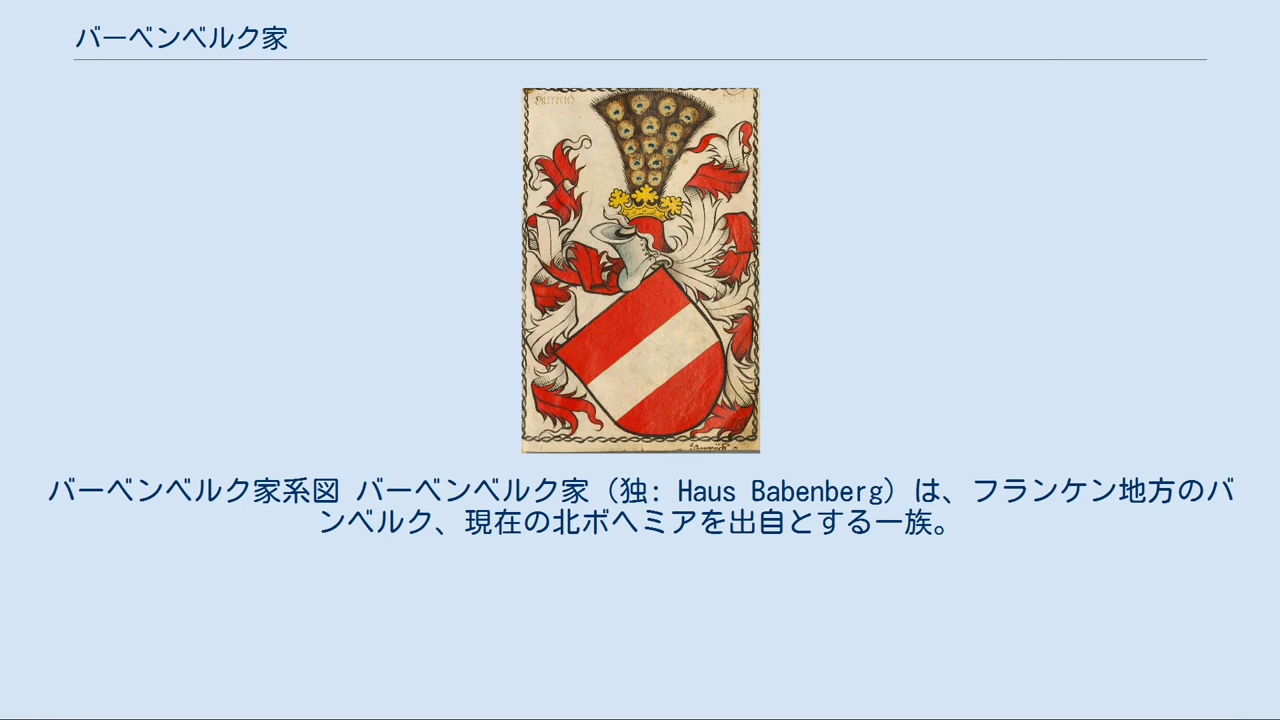 バーベンベルク家
バーベンベルク家系図 バーベンベルク家（独: Haus Babenberg）は、フランケン地方のバ
ンベルク、現在の北ボヘミアを出自とする一族。